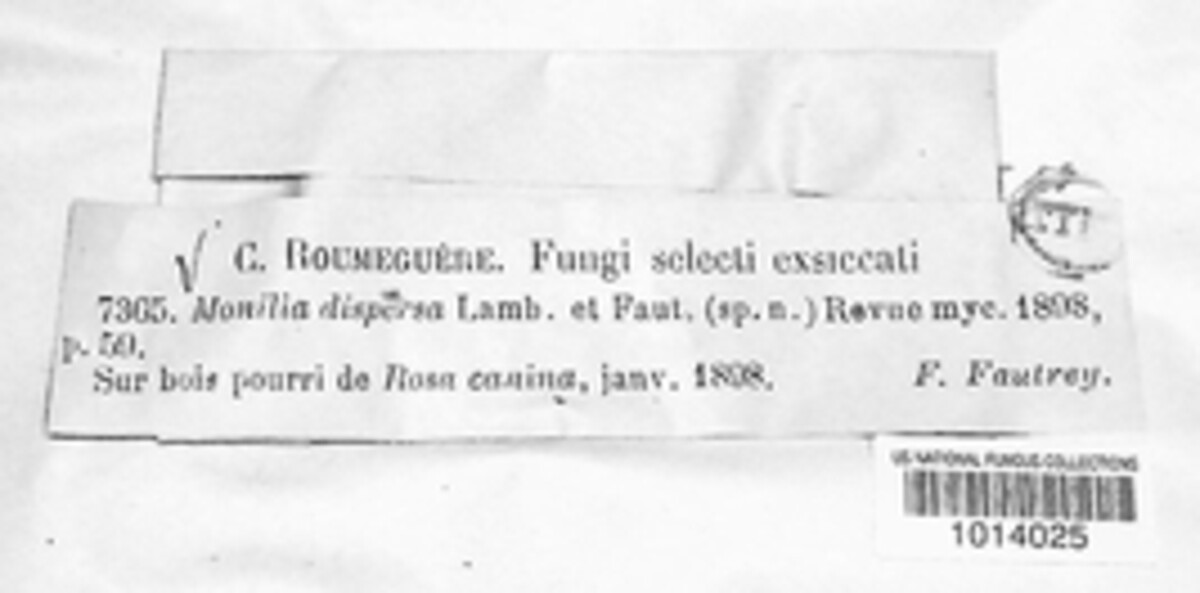 √ C. ROUMEGUÈRE. Fungi selecti exsiccati
7365. Monilia dispersa Lamb. et Faut. (sp. n.) Revue myc. 1898,
p. 59.
Sur bois pourri de Rosa canina, janv. 1898. F. Fautrey.
US NATIONAL FUNGUS COLLECTIONS
1014025